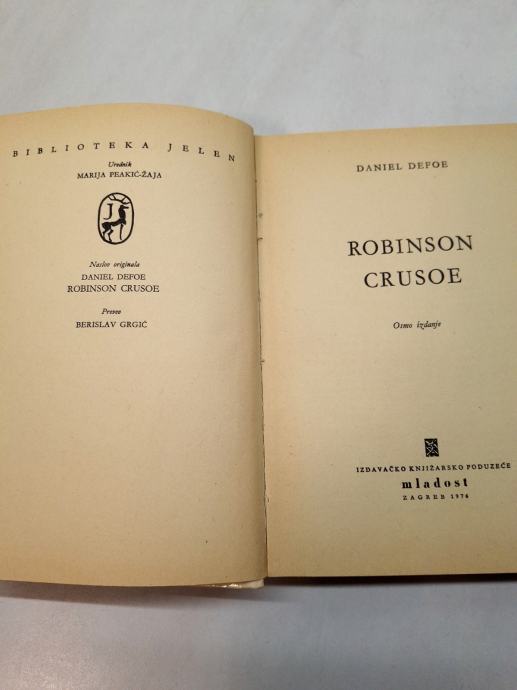 BIBLIOTEKA JELEN
Urednik
MARIJA PEAKIĆ-ŽAJA
J
Naslov originala
DANIEL DEFOE
ROBINSON CRUSOE
Preveo
BERISLAV GRGIĆ
DANIEL DEFOE
ROBINSON
CRUSOE
Osmo izdanje
IZDAVAČKO KNJIŽARSKO PODUZEĆE
mladost
ZAGREB 1976